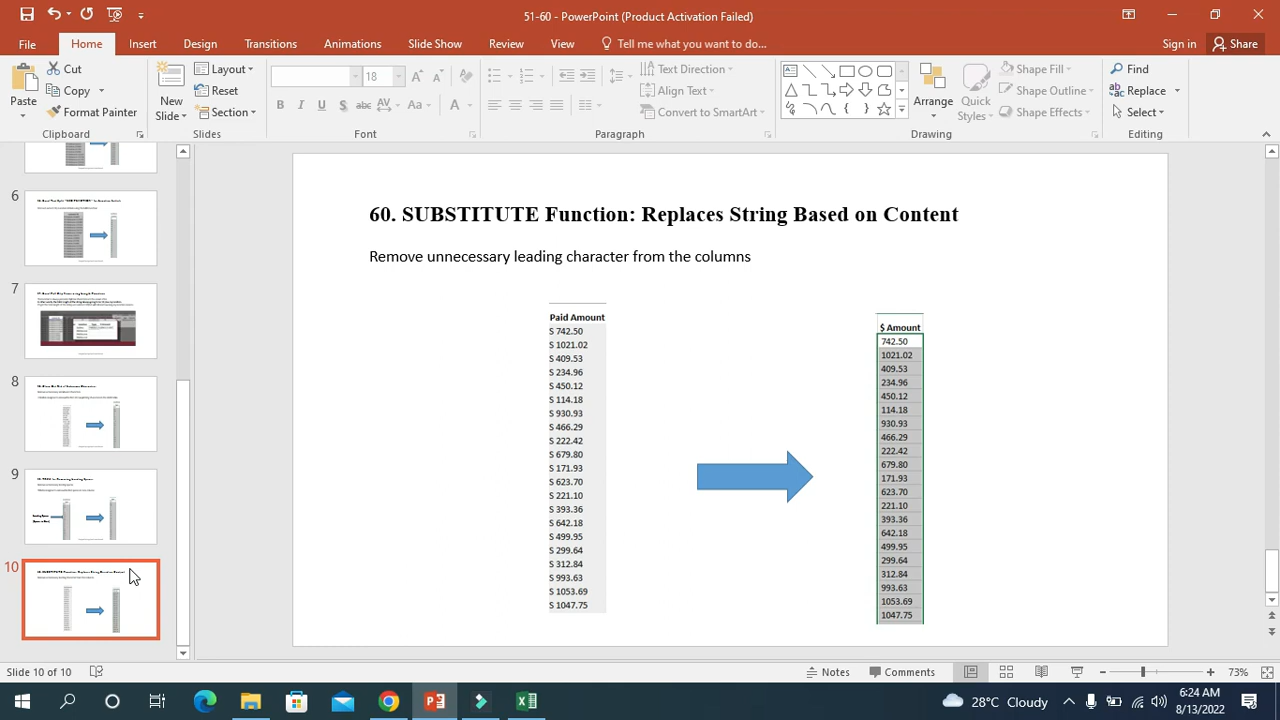 51-60 - PowerPoint (Product Activation Failed)
File Home Insert Design Transitions Animations Slide Show Review View Tell me what you want to do... Sign in Share
Paste
Cut
Copy
Format Painter
Clipboard
New
Slide
Layout
Reset
Section
Slides
18
B I U S abc AV Aa A
Font
Text Direction
Align Text
Convert to SmartArt
Paragraph
Arrange
Quick
Styles
Shape Fill
Shape Outline
Shape Effects
Drawing
Find
Replace
Select
Editing
6
7
8
9
10
60. SUBSTITUTE Function: Replaces String Based on Content
Remove unnecessary leading character from the columns
Paid Amount
$ 742.50
$ 1021.02
$ 409.53
$ 234.96
$ 450.12
$ 114.18
$ 930.93
$ 466.29
$ 222.42
$ 679.80
$ 171.93
$ 623.70
$ 221.10
$ 393.36
$ 642.18
$ 499.95
$ 299.64
$ 312.84
$ 993.63
$ 1053.69
$ 1047.75
$ Amount
742.50
1021.02
409.53
234.96
450.12
114.18
930.93
466.29
222.42
679.80
171.93
623.70
221.10
393.36
642.18
499.95
299.64
312.84
993.63
1053.69
1047.75
Slide 10 of 10
Notes
Comments
73%
28°C Cloudy
6:24 AM
8/13/2022